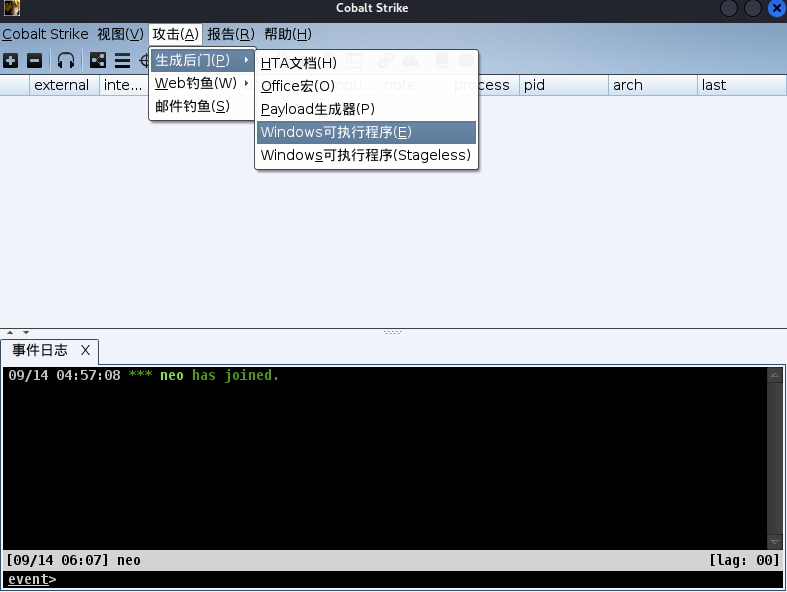 Cobalt Strike
Cobalt Strike 视图(V) 攻击(A) 报告(R) 帮助(H)
生成后门(P)
Web钓鱼(W)
邮件钓鱼(S)
HTA文档(H)
Office宏(O)
Payload生成器(P)
Windows可执行程序(E)
Windows可执行程序(Stageless)
external inte... note process pid arch last
事件日志 X
09/14 04:57:08 *** neo has joined.
[09/14 06:07] neo [lag: 00]
event>